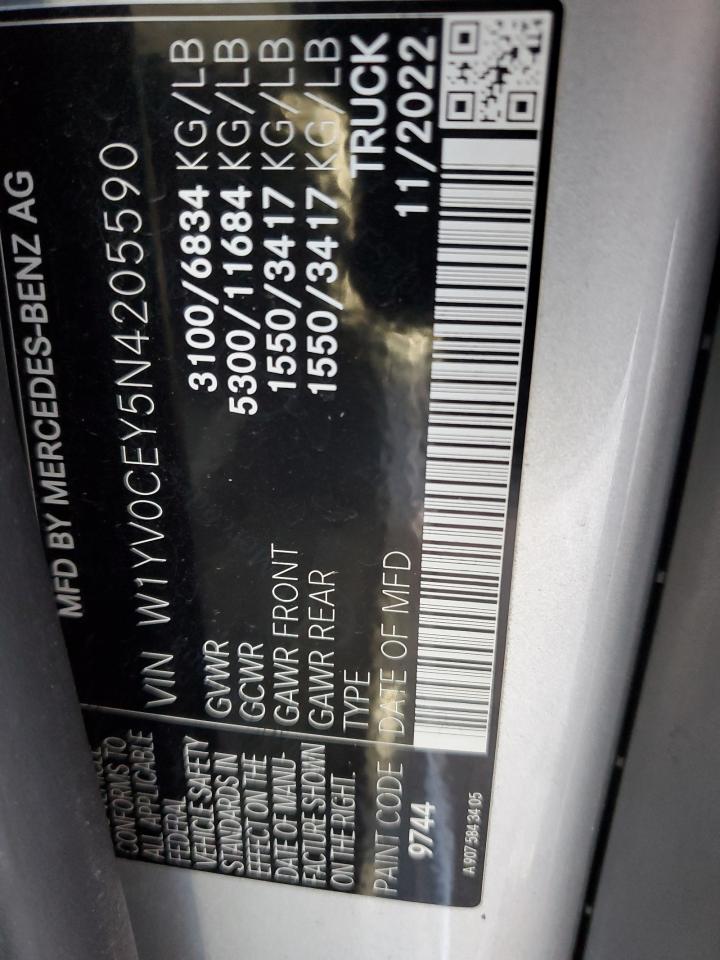 MFD BY MERCEDES-BENZ AG
VIN W1YV0CEY5N4205590
GVWR 3100/6834 KG/LB
GCWR 5300/11684 KG/LB
GAWR FRONT 1550/3417 KG/LB
GAWR REAR 1550/3417 KG/LB
TYPE TRUCK
DATE OF MFD 11/2022
CONFORMS TO
ALL APPLICABLE
FEDERAL
VEHICLE SAFETY
STANDARDS IN
EFFECT ON THE
DATE OF MANU-
FACTURE SHOWN
ON THE RIGHT.
PAINT CODE
9744
A 907 584 34 05